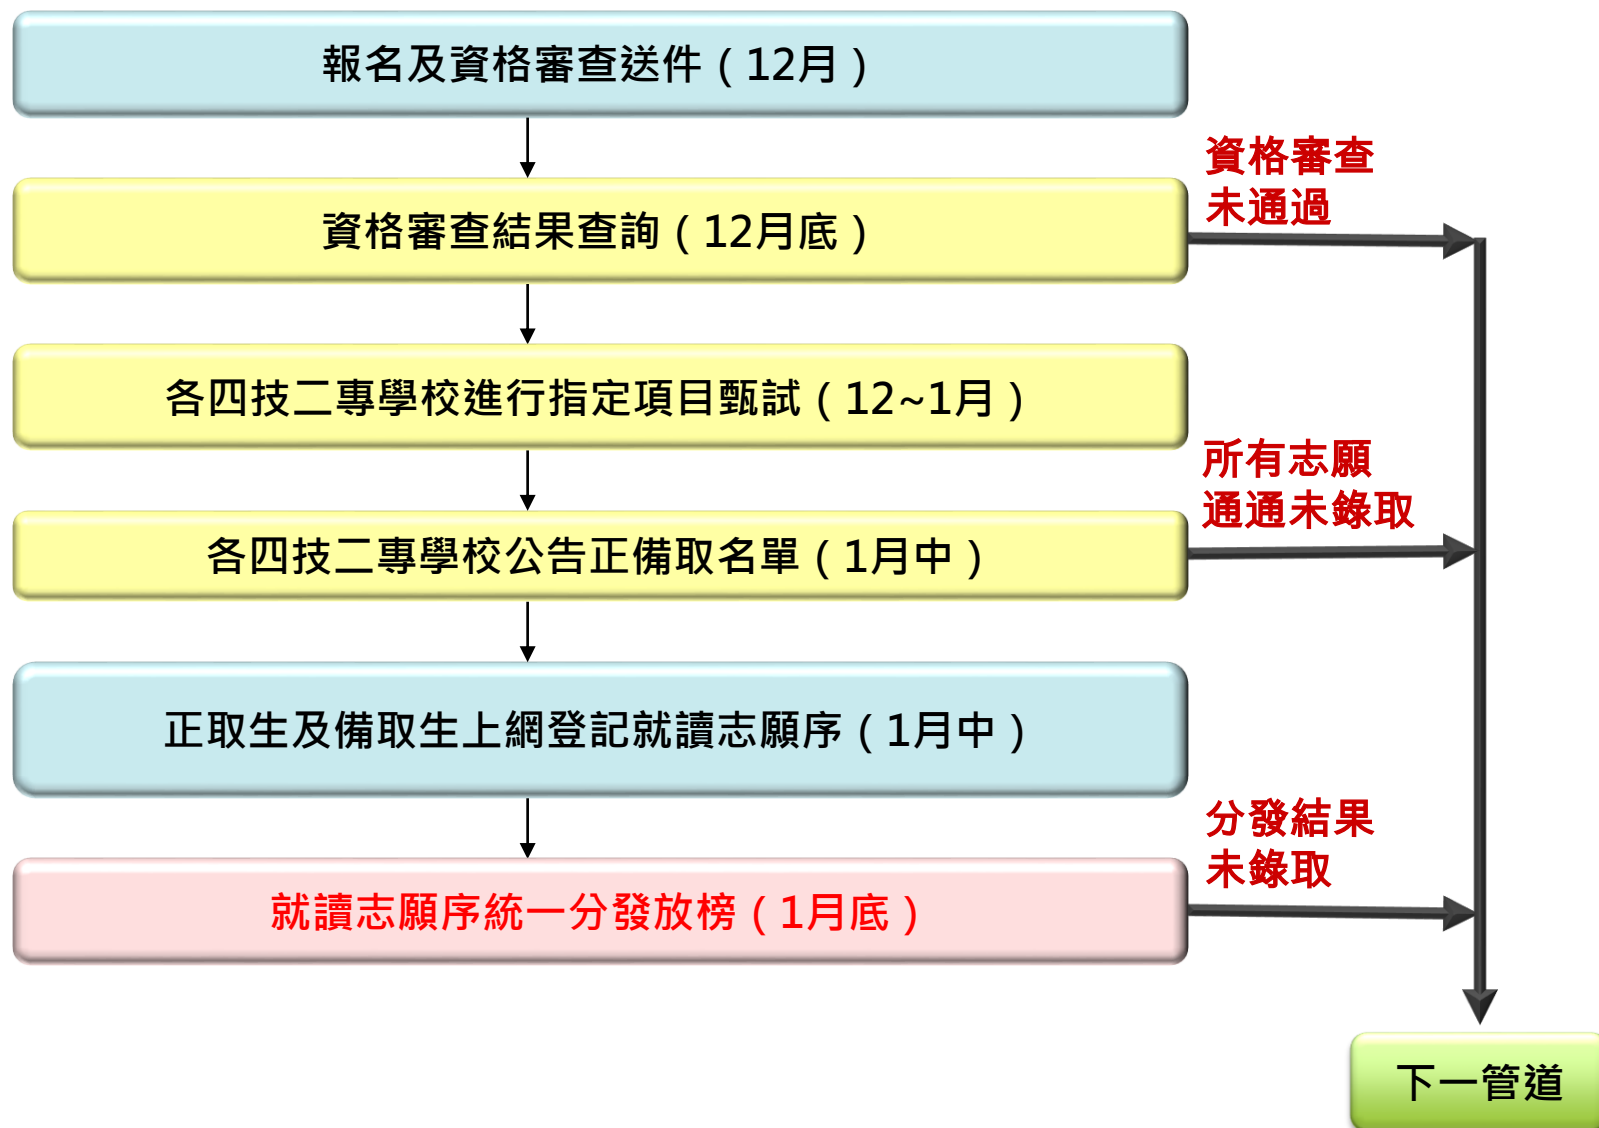 報名及資格審查送件（12月）
資格審查
未通過
資格審查結果查詢（12月底）
各四技二專學校進行指定項目甄試（12~1月）
所有志願
通通未錄取
各四技二專學校公告正備取名單（1月中）
正取生及備取生上網登記就讀志願序（1月中）
分發結果
未錄取
就讀志願序統一分發放榜（1月底）
下一管道